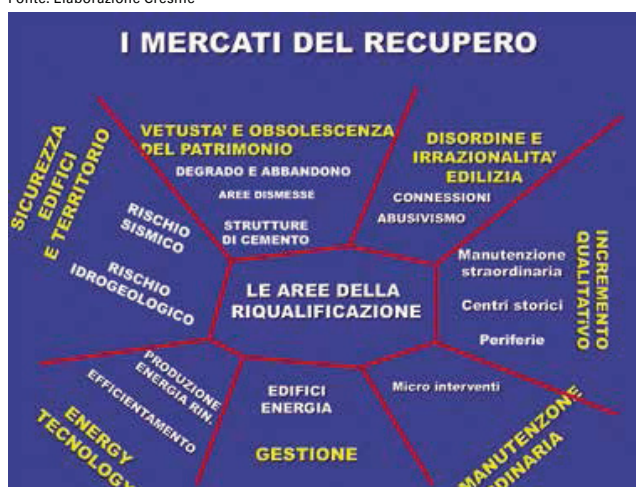 Fonte: Elaborazione Cresme
I MERCATI DEL RECUPERO
SICUREZZA
EDIFICI
E TERRITORIO
RISCHIO
SISMICO
RISCHIO
IDROGEOLOGICO
VETUSTA' E OBSOLESCENZA
DEL PATRIMONIO
DEGRADO E ABBANDONO
AREE DISMESSE
STRUTTURE
DI CEMENTO
DISORDINE E
IRRAZIONALITA'
EDILIZIA
CONNESSIONI
ABUSIVISMO
INCREMENTO
QUALITATIVO
Manutenzione
straordinaria
Centri storici
Periferie
LE AREE DELLA
RIQUALIFICAZIONE
ENERGY
TECNOLOGY
PRODUZIONE
ENERGIA RIN.
EFFICIENTAMENTO
EDIFICI
ENERGIA
GESTIONE
Micro interventi
MANUTENZONE